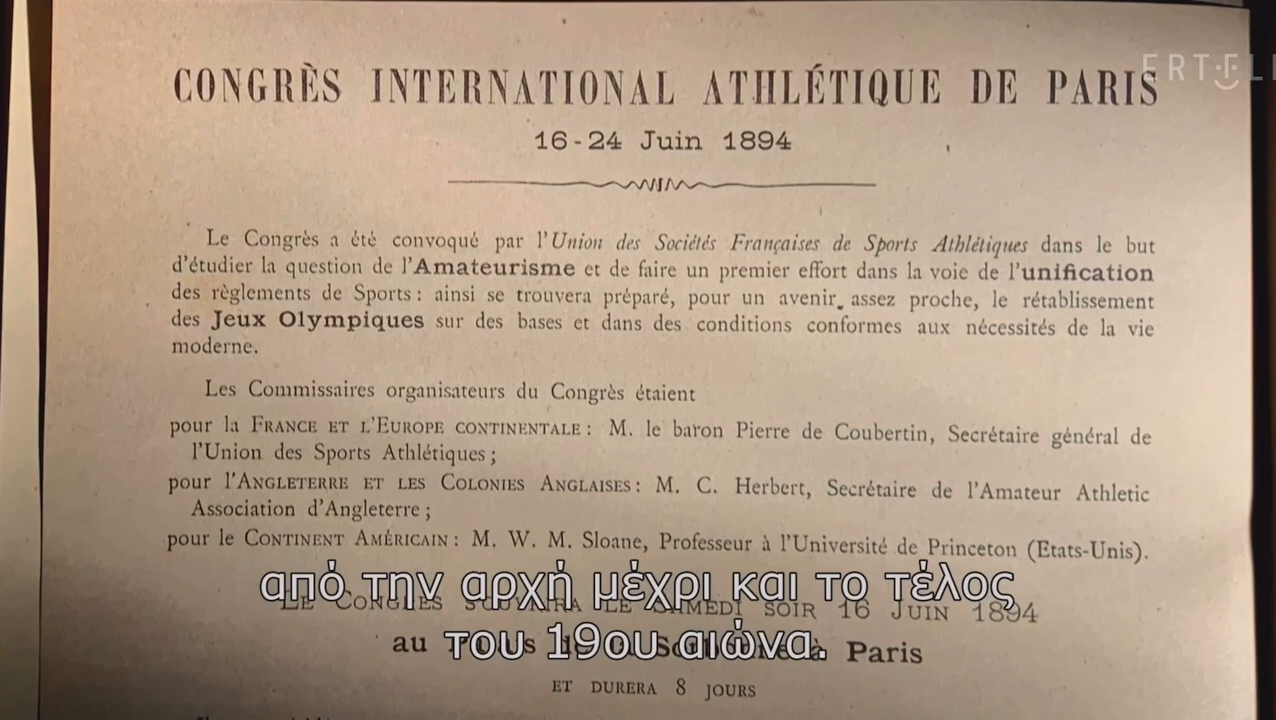 ERTFLI
CONGRÈS INTERNATIONAL ATHLÉTIQUE DE PARIS
16-24 Juin 1894
Le Congrès a été convoqué par l'Union des Sociétés Françaises de Sports Athlétiques dans le but
d'étudier la question de l'Amateurisme et de faire un premier effort dans la voie de l'unification
des règlements de Sports : ainsi se trouvera préparé, pour un avenir assez proche, le rétablissement
des Jeux Olympiques sur des bases et dans des conditions conformes aux nécessités de la vie
moderne.
Les Commissaires organisateurs du Congrès étaient
pour la FRANCE ET L'EUROPE CONTINENTALE : M. le baron Pierre de Coubertin, Secrétaire général de
l'Union des Sports Athlétiques ;
pour l'ANGLETERRE ET LES COLONIES ANGLAISES : M. C. Herbert, Secrétaire de l'Amateur Athletic
Association d'Angleterre ;
pour le CONTINENT AMÉRICAIN : M. W. M. Sloane, Professeur à l'Université de Princeton (Etats-Unis).
από την αρχή μέχρι και το τέλος
LE CONGRÈS S'OUVRIRA LE SAMEDI SOIR 16 JUIN 1894
του 19ου αιώνα.
au à Paris
ET DURERA 8 JOURS